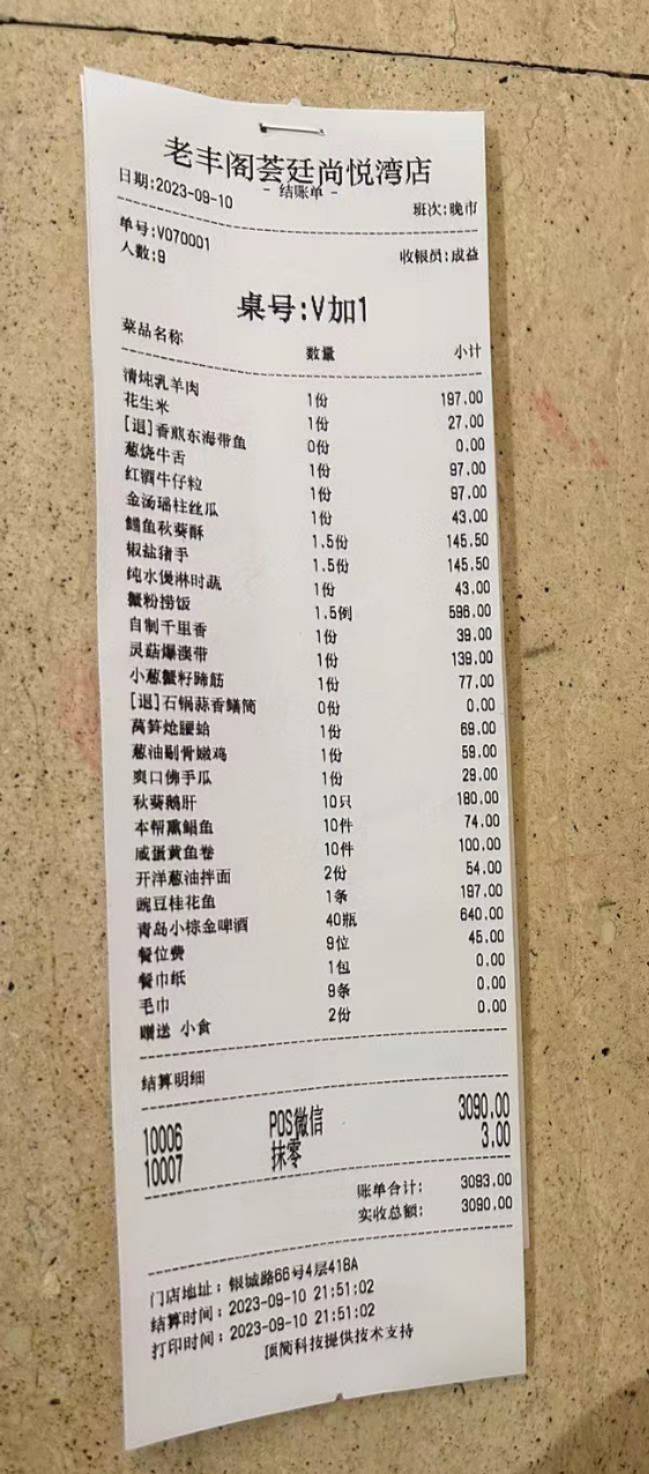 老丰阁荟廷尚悦湾店
- 结账单 -
日期:2023-09-10 班次:晚市
单号:V070001 收银员:成益
人数:9
桌号:V加1
菜品名称 数量 小计
清炖乳羊肉 1份 197.00
花生米 1份 27.00
[退]香煎东海带鱼 0份 0.00
葱烧牛舌 1份 97.00
红酒牛仔粒 1份 97.00
金汤瑶柱丝瓜 1份 43.00
鳕鱼秋葵酥 1.5份 145.50
椒盐猪手 1.5份 145.50
纯水煲淋时蔬 1份 43.00
蟹粉捞饭 1.5例 596.00
自制千里香 1份 39.00
灵菇爆澳带 1份 139.00
小葱蟹籽蹄筋 1份 77.00
[退]石锅蒜香鳝筒 0份 0.00
莴笋炝腰蛤 1份 69.00
葱油剔骨嫩鸡 1份 59.00
爽口佛手瓜 1份 29.00
秋葵鹅肝 10只 180.00
本帮熏鲳鱼 10件 74.00
咸蛋黄鱼卷 10件 100.00
开洋葱油拌面 2份 54.00
豌豆桂花鱼 1条 197.00
青岛小棕金啤酒 40瓶 640.00
餐位费 9位 45.00
餐巾纸 1包 0.00
毛巾 9条 0.00
赠送 小食 2份 0.00
结算明细
10006 POS微信 3090.00
10007 抹零 3.00
账单合计: 3093.00
实收总额: 3090.00
门店地址：银城路66号4层418A
结算时间：2023-09-10 21:51:02
打印时间：2023-09-10 21:51:02
顶简科技提供技术支持